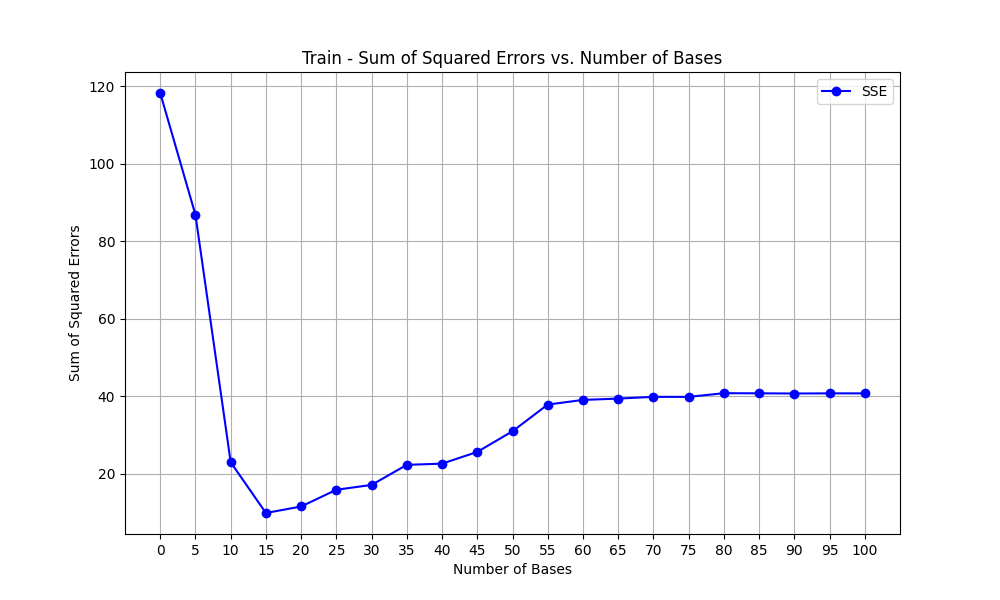 Train - Sum of Squared Errors vs. Number of Bases
SSE
120
100
80
60
40
20
Sum of Squared Errors
0 5 10 15 20 25 30 35 40 45 50 55 60 65 70 75 80 85 90 95 100
Number of Bases